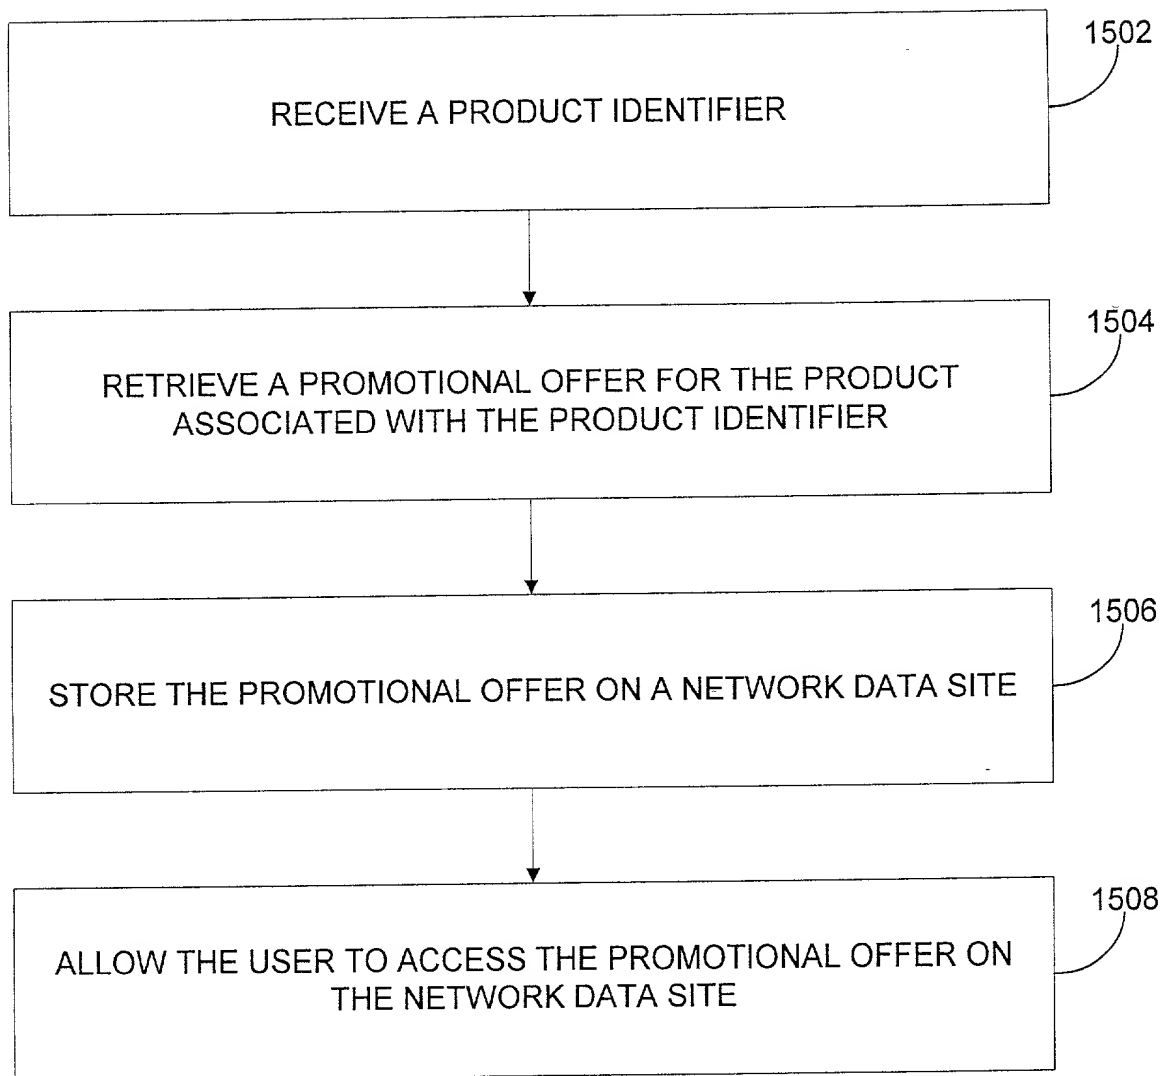 1502
RECEIVE A PRODUCT IDENTIFIER
1504
RETRIEVE A PROMOTIONAL OFFER FOR THE PRODUCT
ASSOCIATED WITH THE PRODUCT IDENTIFIER
1506
STORE THE PROMOTIONAL OFFER ON A NETWORK DATA SITE
1508
ALLOW THE USER TO ACCESS THE PROMOTIONAL OFFER ON
THE NETWORK DATA SITE